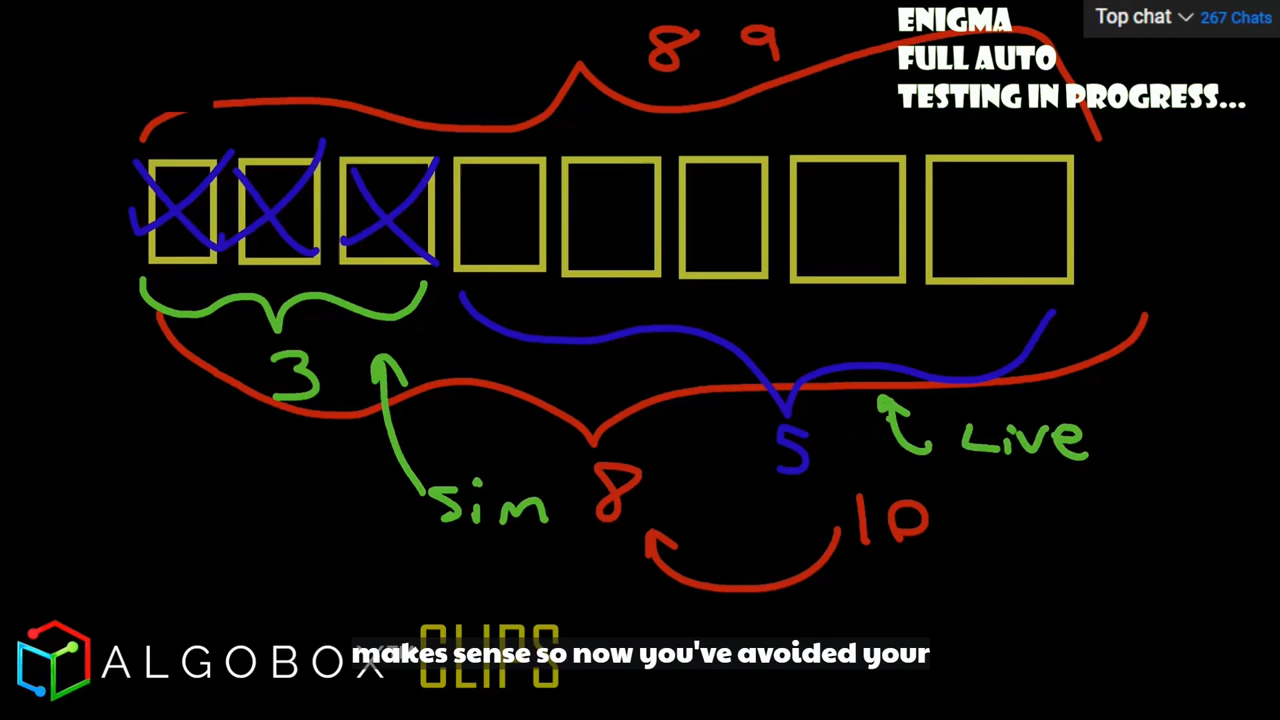 Top chat 267 Chats
ENIGMA
FULL AUTO
TESTING IN PROGRESS...
8 9
3
5
Live
sim
8
10
ALGOBOX CLIPS
makes sense so now you've avoided your